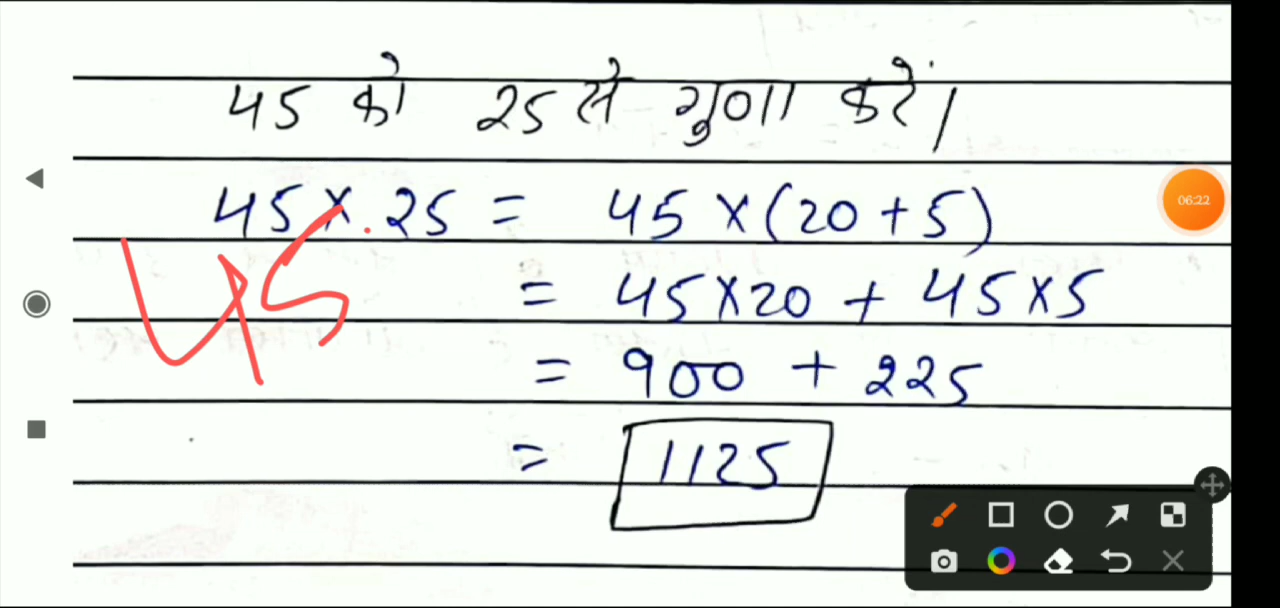 45 को 25 से गुणा करें।
45 x. 25 = 45 x (20 + 5)
45
= 45 x 20 + 45 x 5
= 900 + 225
= 1125
06:22